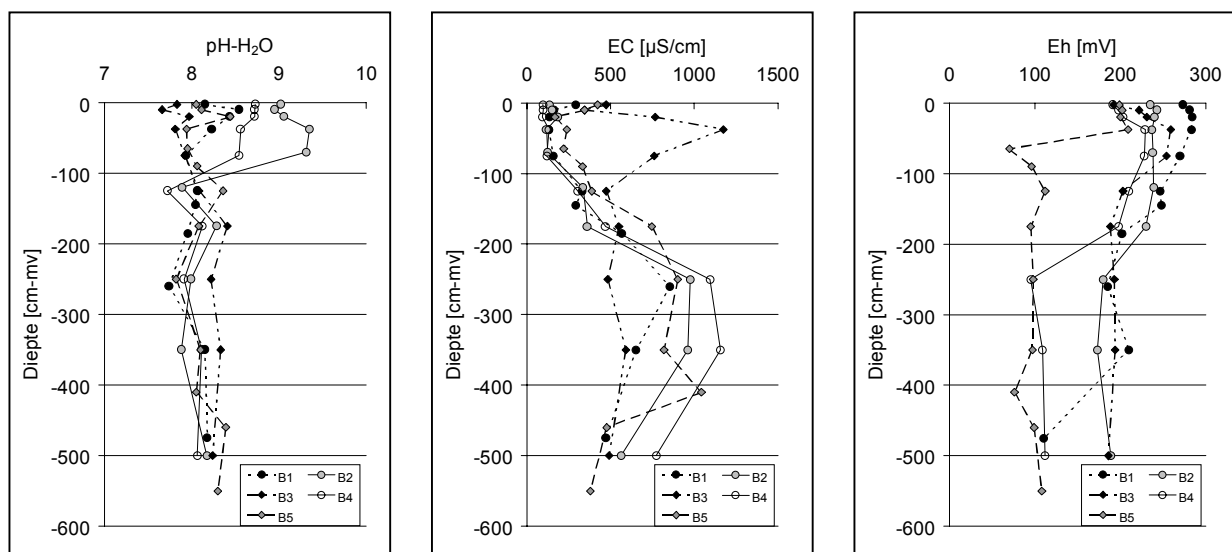 pH-H₂O
7 8 9 10
0
-100
-200
-300
-400
-500
-600
Diepte [cm-mv]
B1 B2
B3 B4
B5
EC [µS/cm]
0 500 1000 1500
0
-100
-200
-300
-400
-500
-600
Diepte [cm-mv]
B1 B2
B3 B4
B5
Eh [mV]
0 100 200 300
0
-100
-200
-300
-400
-500
-600
Diepte [cm-mv]
B1 B2
B3 B4
B5